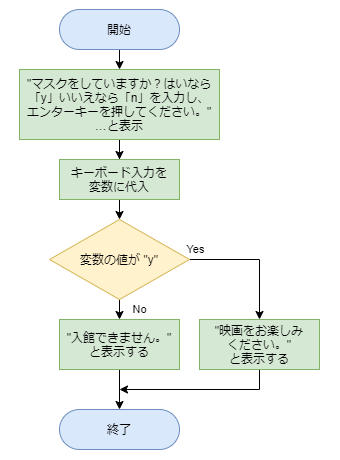 開始
"マスクをしていますか？はいなら
「y」いいえなら「n」を入力し、
エンターキーを押してください。"
…と表示
キーボード入力を
変数に代入
変数の値が "y"
Yes
No
"入館できません。"
と表示する
"映画をお楽しみ
ください。"
と表示する
終了